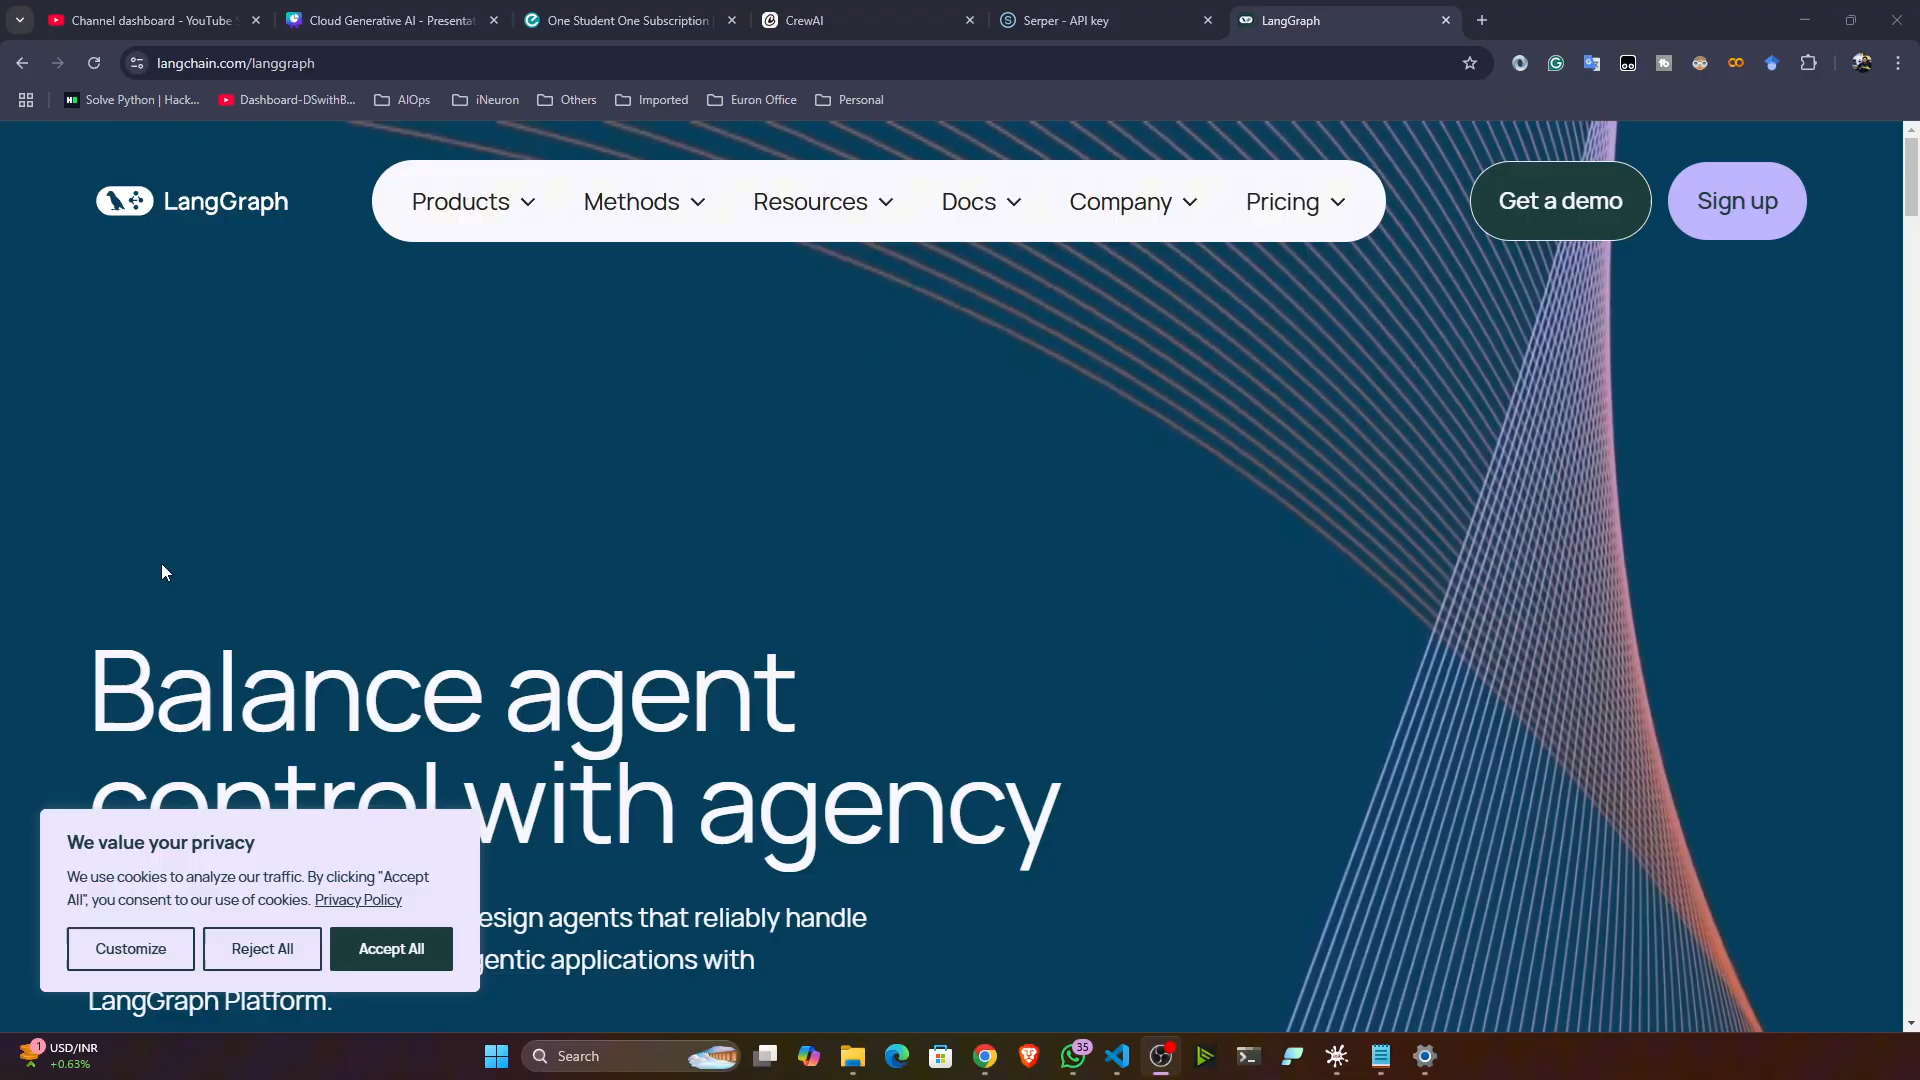 Channel dashboard - YouTube
Cloud Generative AI - Presentat
One Student One Subscription
CrewAI
Serper - API key
LangGraph
langchain.com/langgraph
Solve Python | Hack...
Dashboard-DSwithB...
AIOps
iNeuron
Others
Imported
Euron Office
Personal
LangGraph
Products
Methods
Resources
Docs
Company
Pricing
Get a demo
Sign up
Balance agent
control with agency
We value your privacy
We use cookies to analyze our traffic. By clicking "Accept
All", you consent to our use of cookies. Privacy Policy
Customize
Reject All
Accept All
esign agents that reliably handle
gentic applications with
LangGraph Platform.
1
USD/INR
+0.63%
Search
35